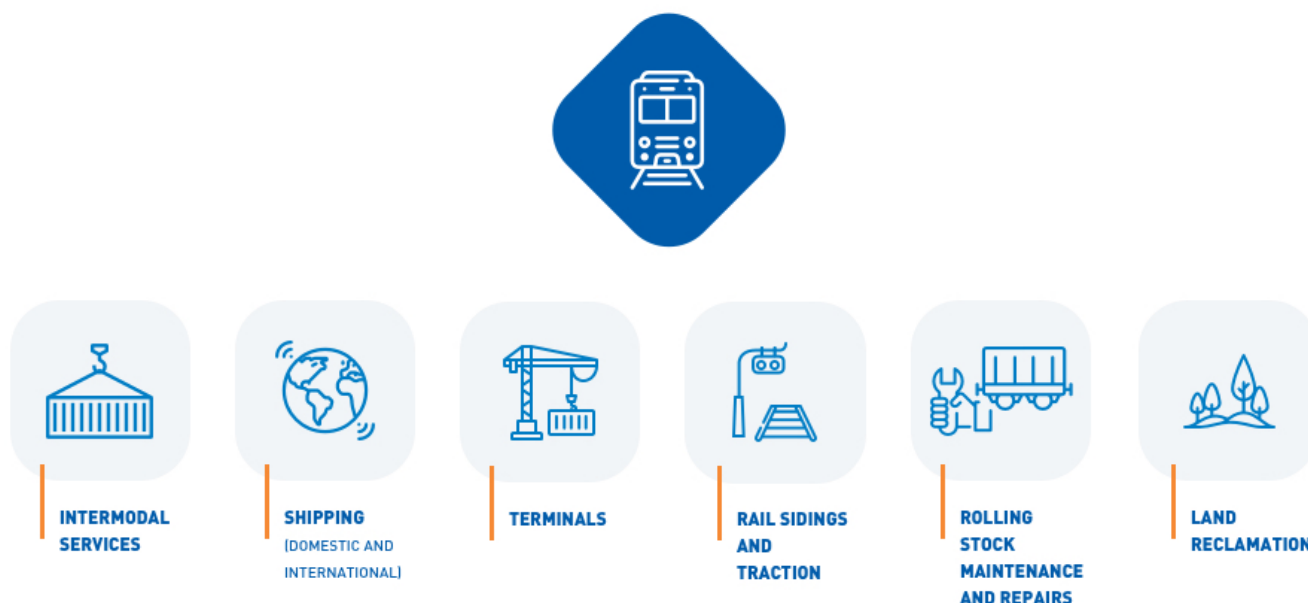 INTERMODAL
SERVICES
SHIPPING
(DOMESTIC AND
INTERNATIONAL)
TERMINALS
RAIL SIDINGS
AND
TRACTION
ROLLING
STOCK
MAINTENANCE
AND REPAIRS
LAND
RECLAMATION